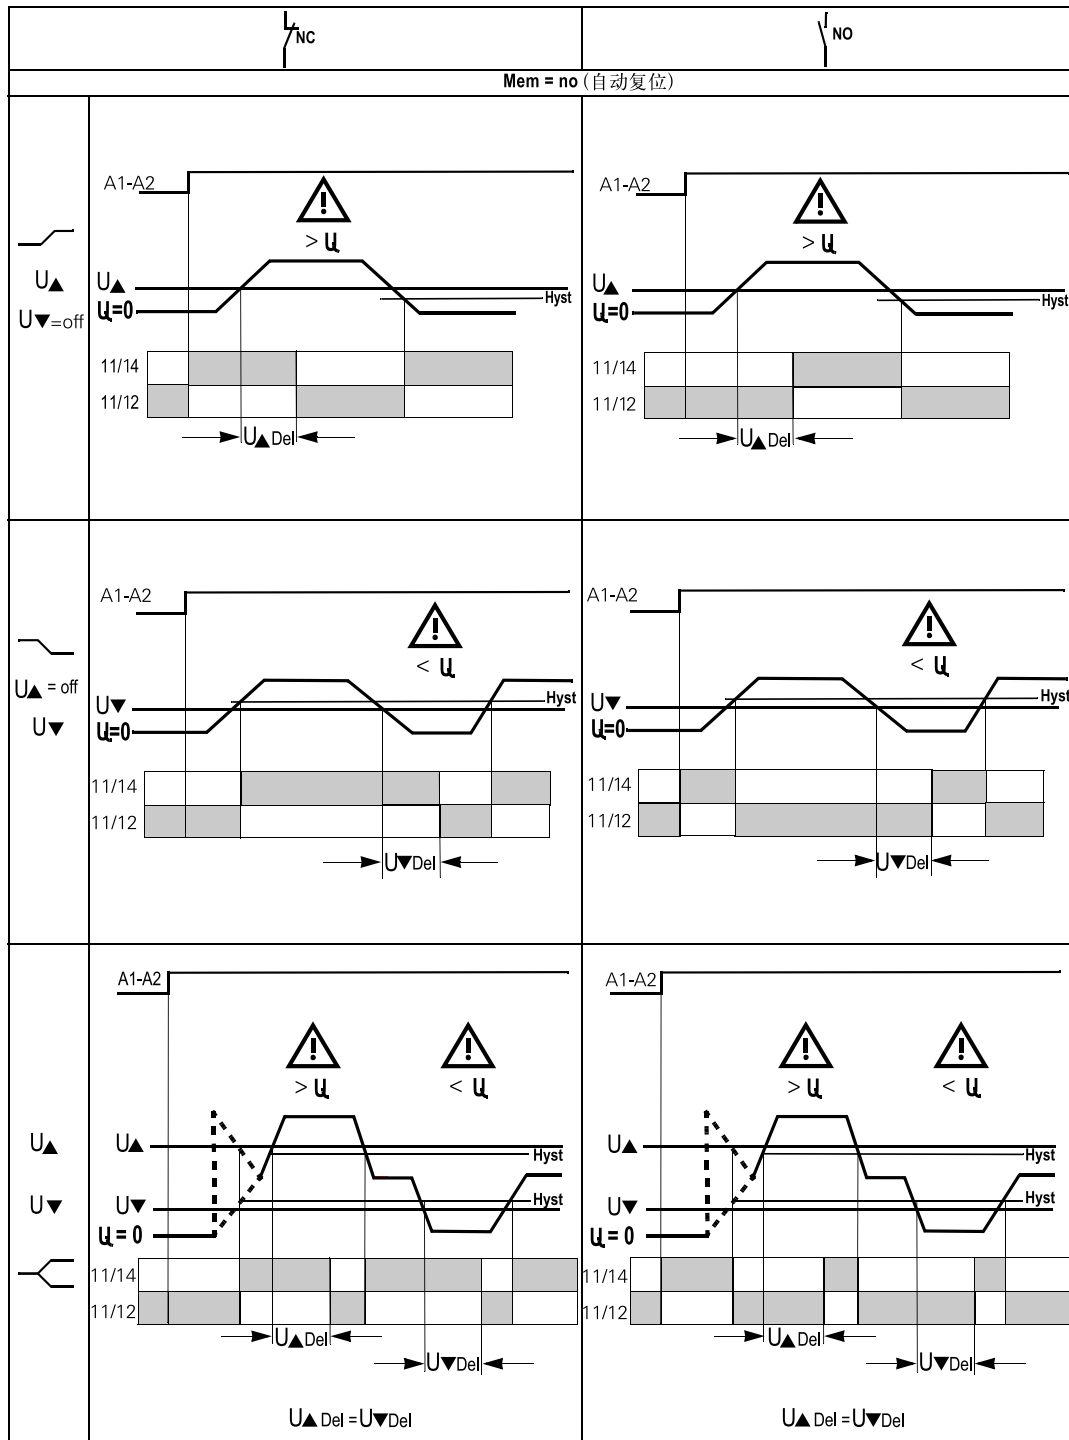 NC
NO
Mem = no (自动复位)
U▲
U▼=off
A1-A2
> U
U▲
U=0
Hyst
11/14
11/12
U▲ Del
A1-A2
> U
U▲
U=0
Hyst
11/14
11/12
U▲ Del
U▲ = off
U▼
A1-A2
< U
U▼
U=0
Hyst
11/14
11/12
U▼Del
A1-A2
< U
U▼
U=0
Hyst
11/14
11/12
U▼Del
U▲
U▼
A1-A2
> U
< U
U▲
Hyst
U▼
Hyst
U = 0
11/14
11/12
U▲ Del
U▼Del
U▲ Del =U▼Del
A1-A2
> U
< U
U▲
Hyst
U▼
Hyst
U = 0
11/14
11/12
U▲ Del
U▼Del
U▲ Del =U▼Del